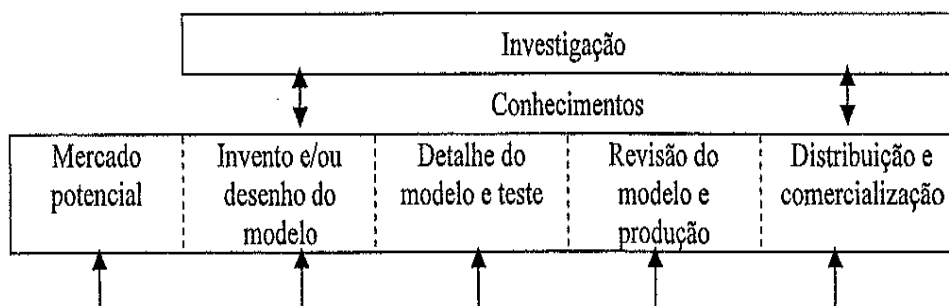 Investigação
Conhecimentos
Mercado
potencial
Invento e/ou
desenho do
modelo
Detalhe do
modelo e teste
Revisão do
modelo e
produção
Distribuição e
comercialização